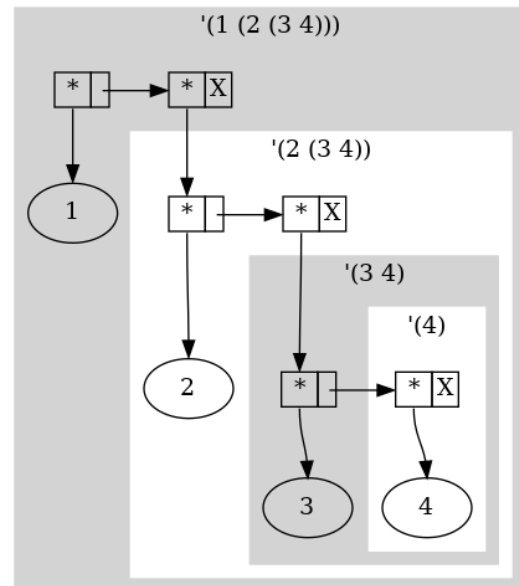 '(1 (2 (3 4)))
* * X
'(2 (3 4))
1 * * X
'(3 4)
'(4)
2 * * X
3 4